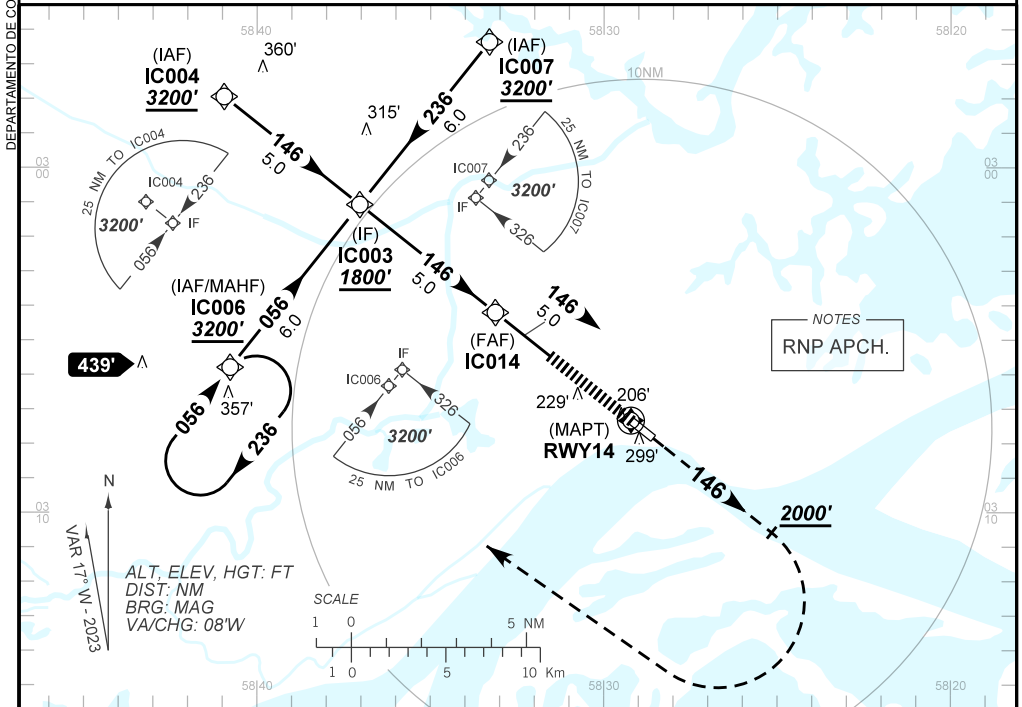 DEPARTAMENTO DE CO
58 40
58 30
58 20
(IAF)
IC004
3200'
360'
(IAF)
IC007
3200'
10NM
315'
236
6.0
146
5.0
03
00
03
00
25 NM TO IC004
IC004
236
3200'
IF
056
25 NM TO IC007
236
IC007
3200'
IF
326
(IF)
IC003
1800'
146
5.0
146
5.0
(IAF/MAHF)
IC006
3200'
056
6.0
(FAF)
IC014
NOTES
RNP APCH.
439'
357'
056
236
IF
IC006
056
326
3200'
25 NM TO IC006
229'
206'
(MAPT)
RWY14
299'
146
2000'
03
10
03
10
N
VAR 17° W - 2023
ALT, ELEV, HGT: FT
DIST: NM
BRG: MAG
VA/CHG: 08'W
SCALE
1 0 5 NM
1 0 5 10 Km
58 40
58 30
58 20